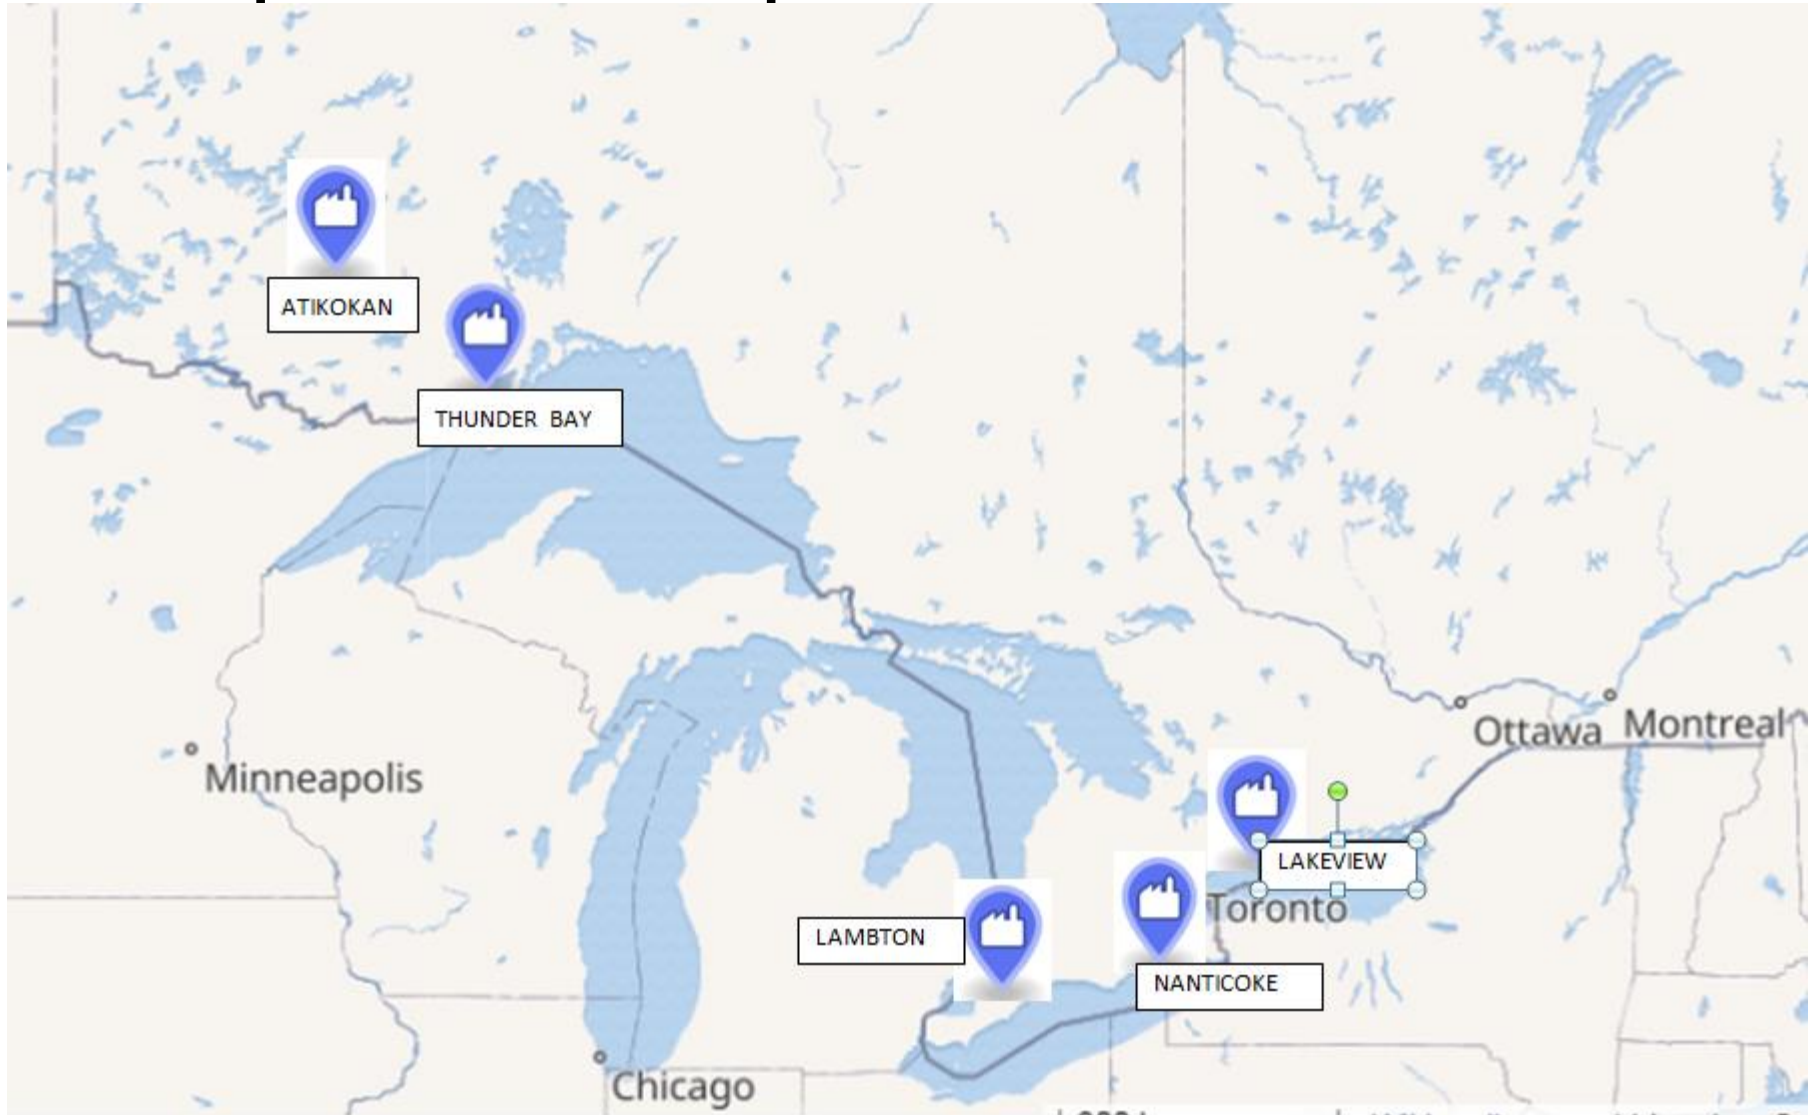 ATIKOKAN
THUNDER BAY
Ottawa
Montreal
Minneapolis
LAKEVIEW
Toronto
LAMBTON
NANTICOKE
Chicago